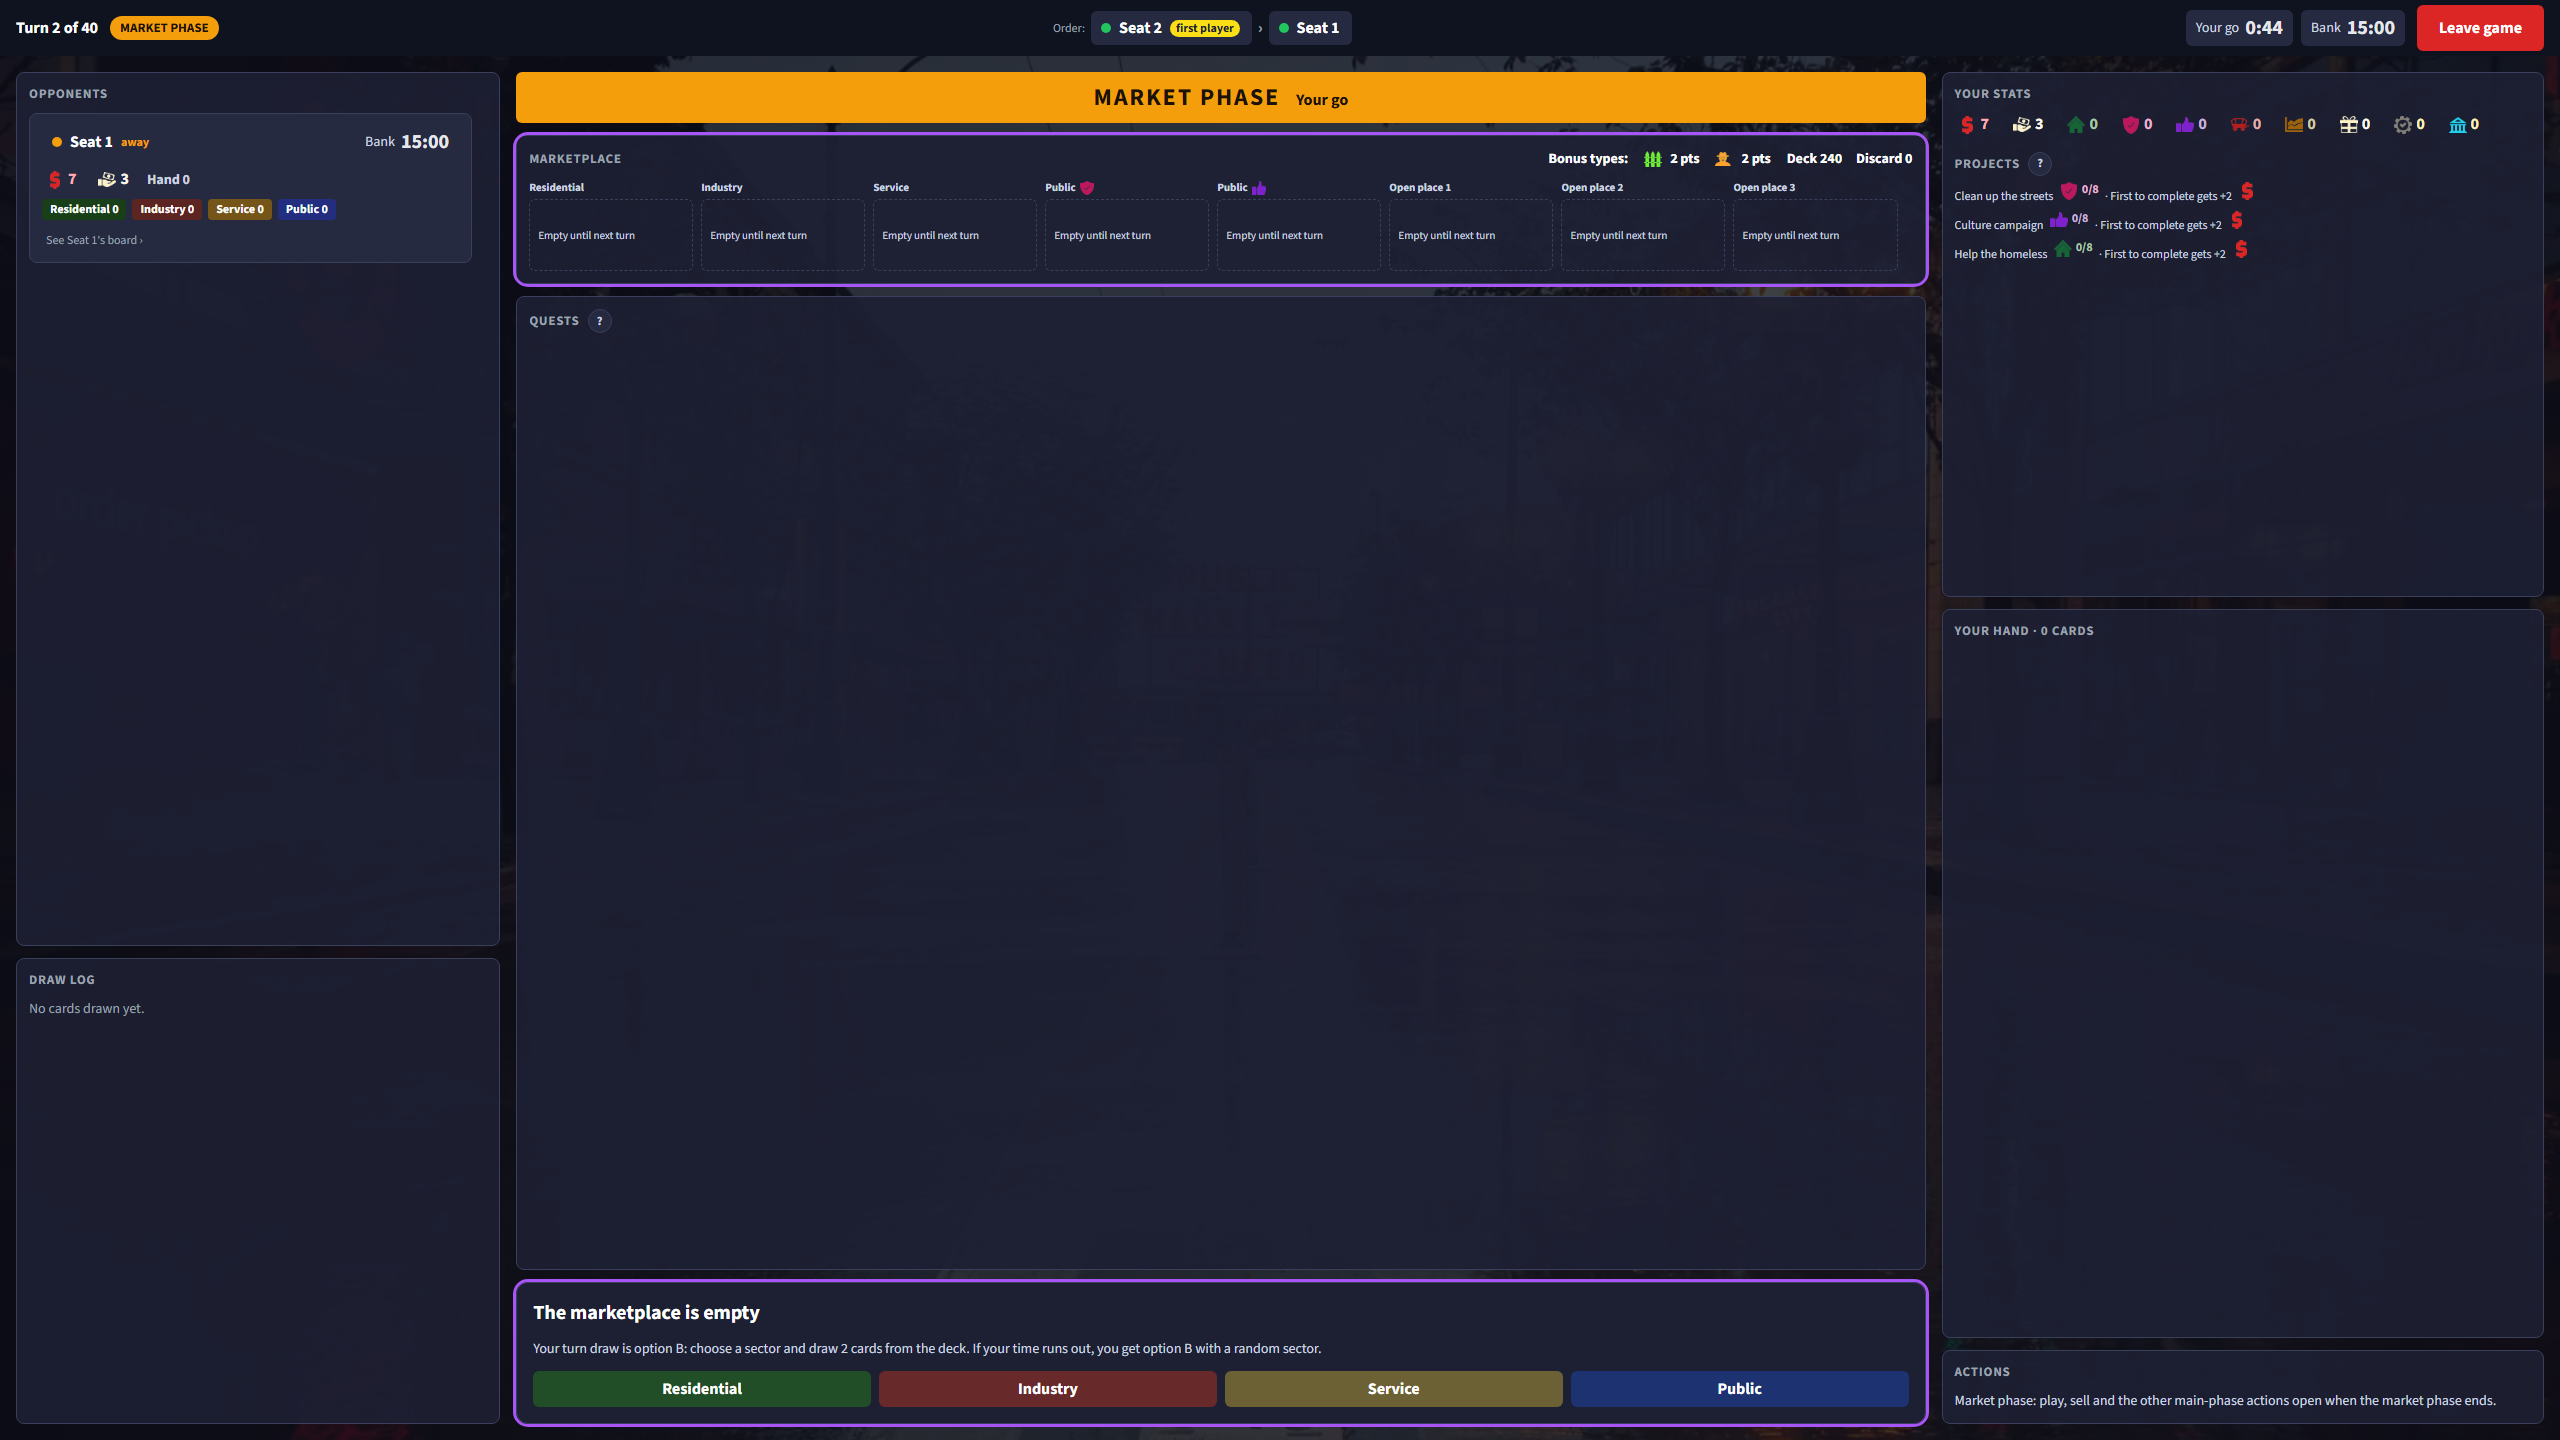 Turn 2 of 40 MARKET PHASE
Order: Seat 2 first player › Seat 1
Your go 0:44 Bank 15:00 Leave game
OPPONENTS
Seat 1 away Bank 15:00
7 3 Hand 0
Residential 0 Industry 0 Service 0 Public 0
See Seat 1's board ›
DRAW LOG
No cards drawn yet.
MARKET PHASE Your go
MARKETPLACE Bonus types: 2 pts 2 pts Deck 240 Discard 0
Residential Industry Service Public Public Open place 1 Open place 2 Open place 3
Empty until next turn Empty until next turn Empty until next turn Empty until next turn Empty until next turn Empty until next turn Empty until next turn Empty until next turn
QUESTS ?
The marketplace is empty
Your turn draw is option B: choose a sector and draw 2 cards from the deck. If your time runs out, you get option B with a random sector.
Residential Industry Service Public
YOUR STATS
7 3 0 0 0 0 0 0 0 0
PROJECTS ?
Clean up the streets 0/8 · First to complete gets +2
Culture campaign 0/8 · First to complete gets +2
Help the homeless 0/8 · First to complete gets +2
YOUR HAND · 0 CARDS
ACTIONS
Market phase: play, sell and the other main-phase actions open when the market phase ends.